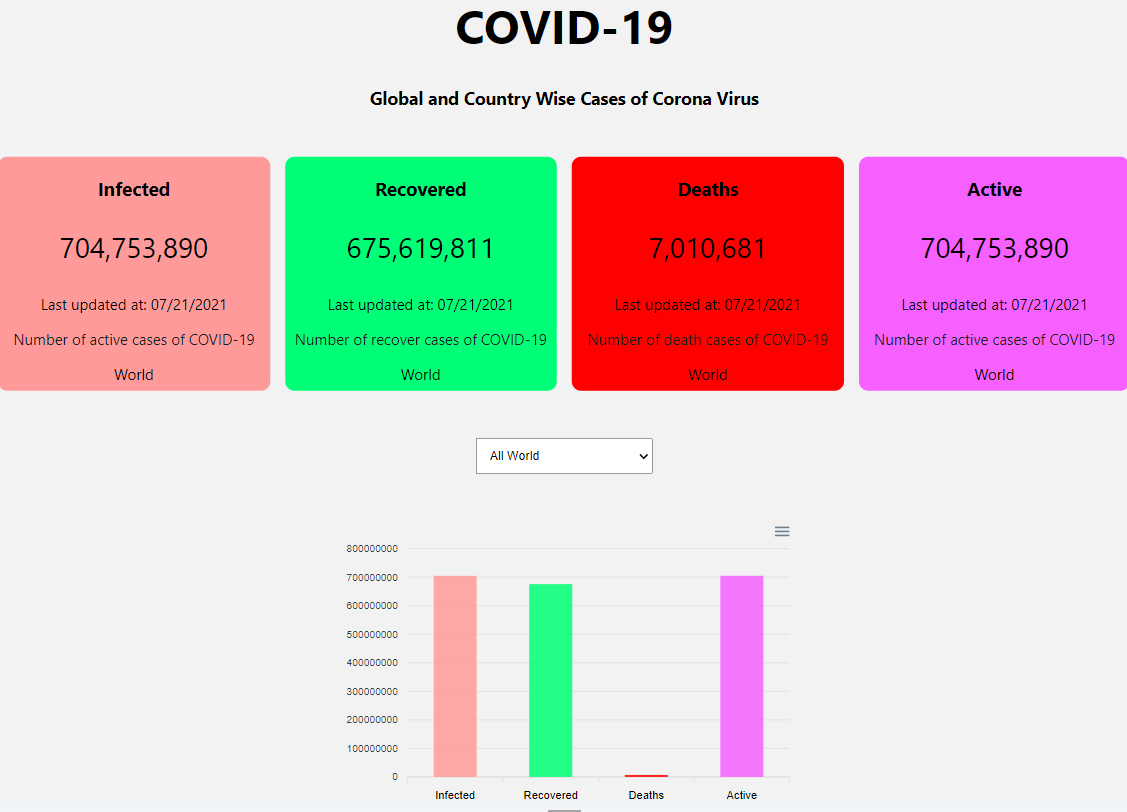 COVID-19
Global and Country Wise Cases of Corona Virus
Infected
704,753,890
Last updated at: 07/21/2021
Number of active cases of COVID-19
World
Recovered
675,619,811
Last updated at: 07/21/2021
Number of recover cases of COVID-19
World
Deaths
7,010,681
Last updated at: 07/21/2021
Number of death cases of COVID-19
World
Active
704,753,890
Last updated at: 07/21/2021
Number of active cases of COVID-19
World
All World
800000000
700000000
600000000
500000000
400000000
300000000
200000000
100000000
0
Infected
Recovered
Deaths
Active